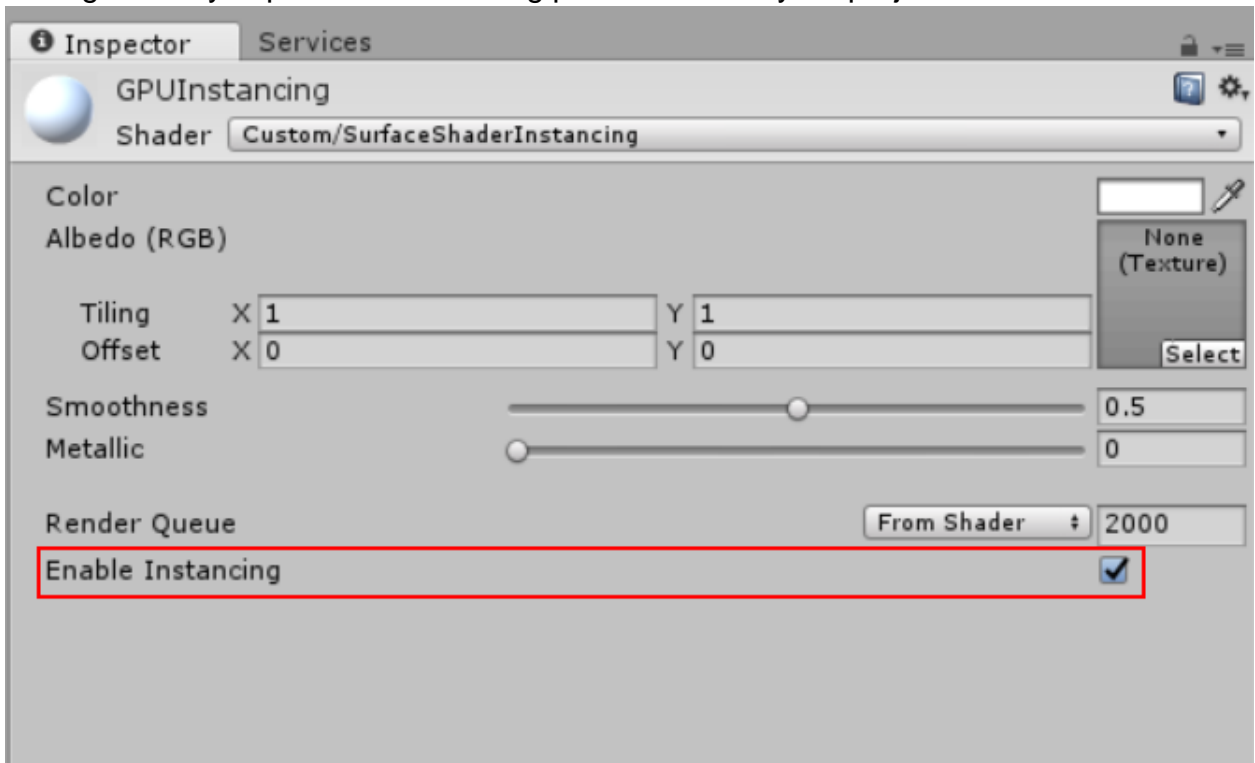 Inspector Services
GPUInstancing
Shader Custom/SurfaceShaderInstancing
Color
Albedo (RGB)
None
(Texture)
Tiling X 1 Y 1
Offset X 0 Y 0
Select
Smoothness 0.5
Metallic 0
Render Queue From Shader 2000
Enable Instancing